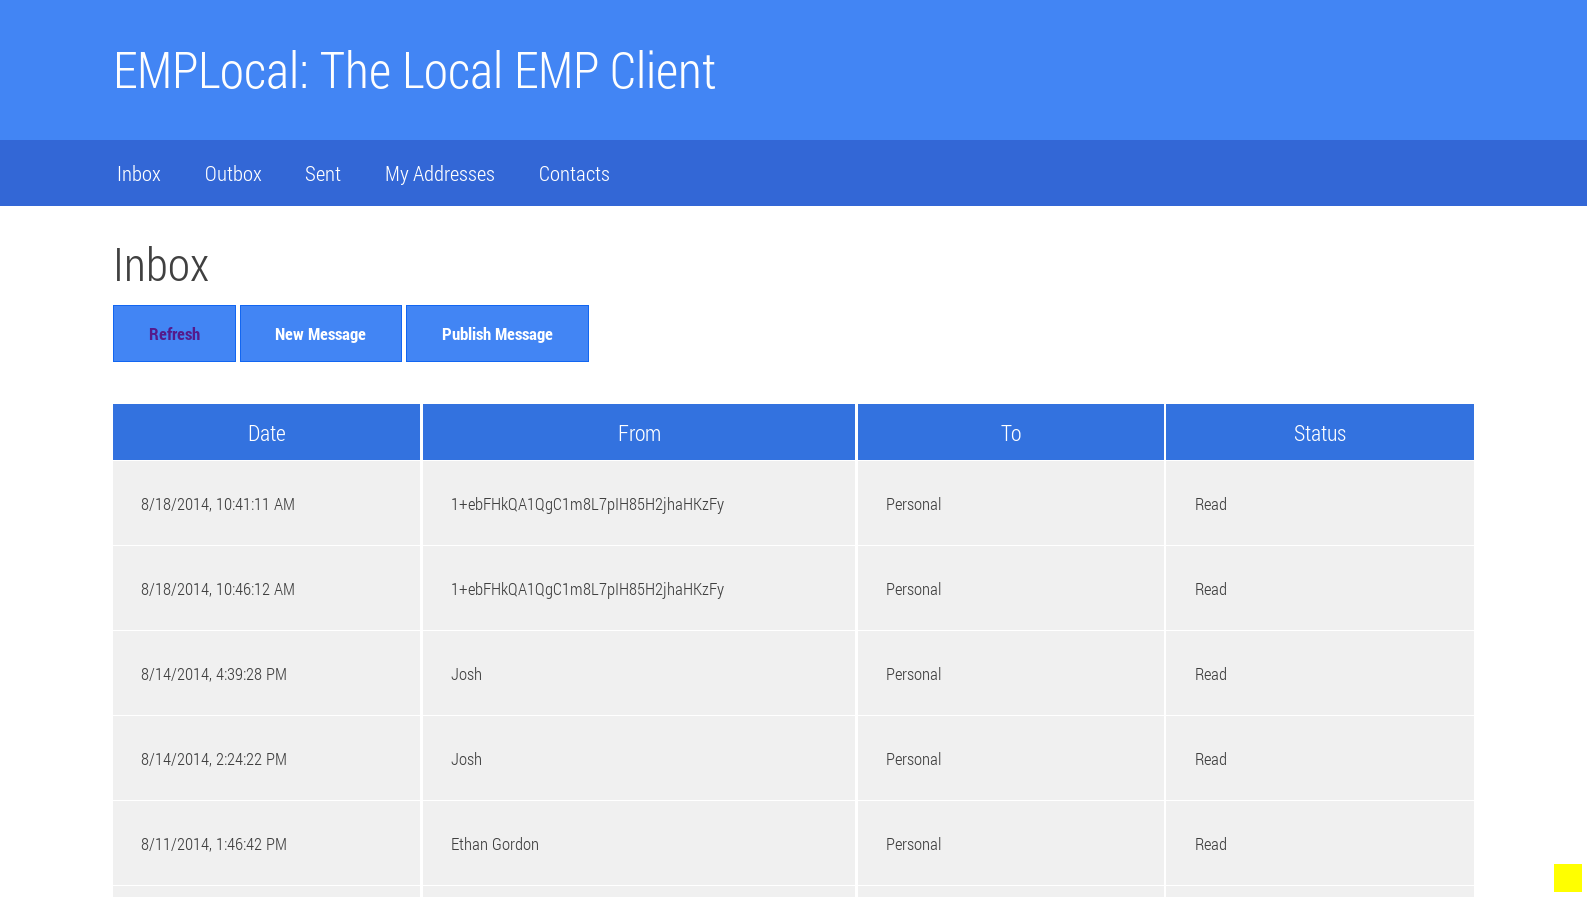 EMPLocal: The Local EMP Client
Inbox Outbox Sent My Addresses Contacts
Inbox
Refresh New Message Publish Message
Date From To Status
8/18/2014, 10:41:11 AM 1+ebFHkQA1QgC1m8L7pIH85H2jhaHKzFy Personal Read
8/18/2014, 10:46:12 AM 1+ebFHkQA1QgC1m8L7pIH85H2jhaHKzFy Personal Read
8/14/2014, 4:39:28 PM Josh Personal Read
8/14/2014, 2:24:22 PM Josh Personal Read
8/11/2014, 1:46:42 PM Ethan Gordon Personal Read